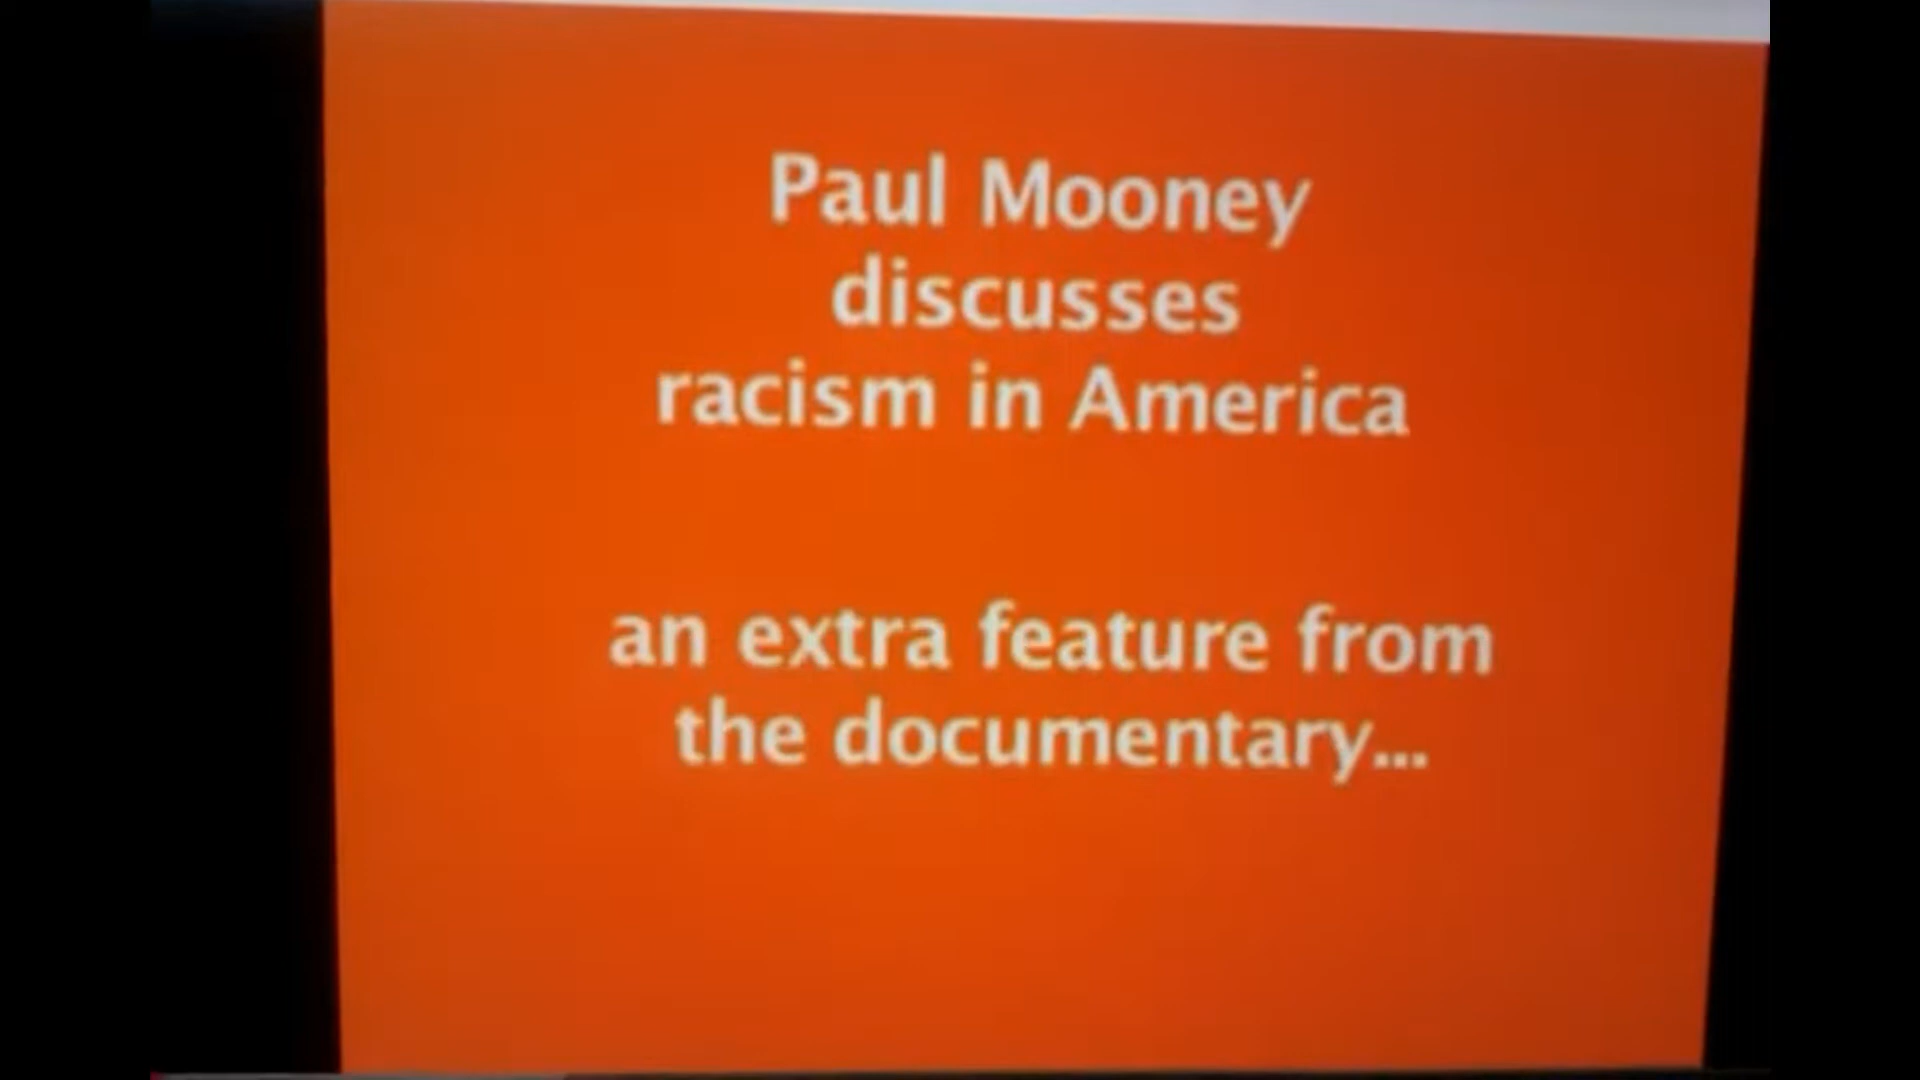 Paul Mooney
discusses
racism in America
an extra feature from
the documentary...